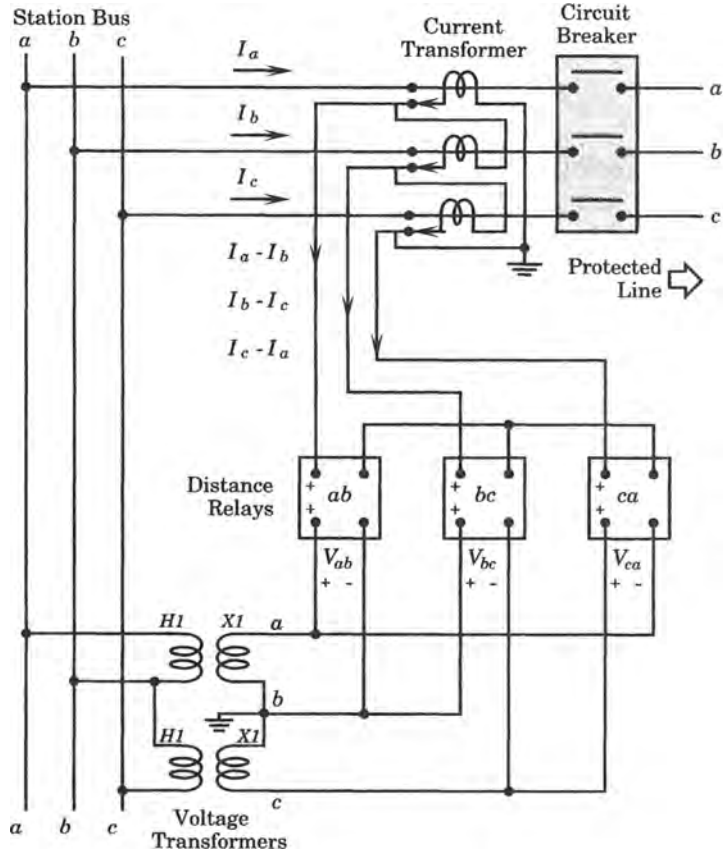 Station Bus
a b c
Current
Transformer
Circuit
Breaker
I_a
a
I_b
b
I_c
c
I_a - I_b
I_b - I_c
I_c - I_a
Protected
Line
Distance
Relays
+ ab
+
+ bc
+
+ ca
+
V_ab
+ -
V_bc
+ -
V_ca
+ -
H1 X1 a
b
H1 X1
c
a b c
Voltage
Transformers